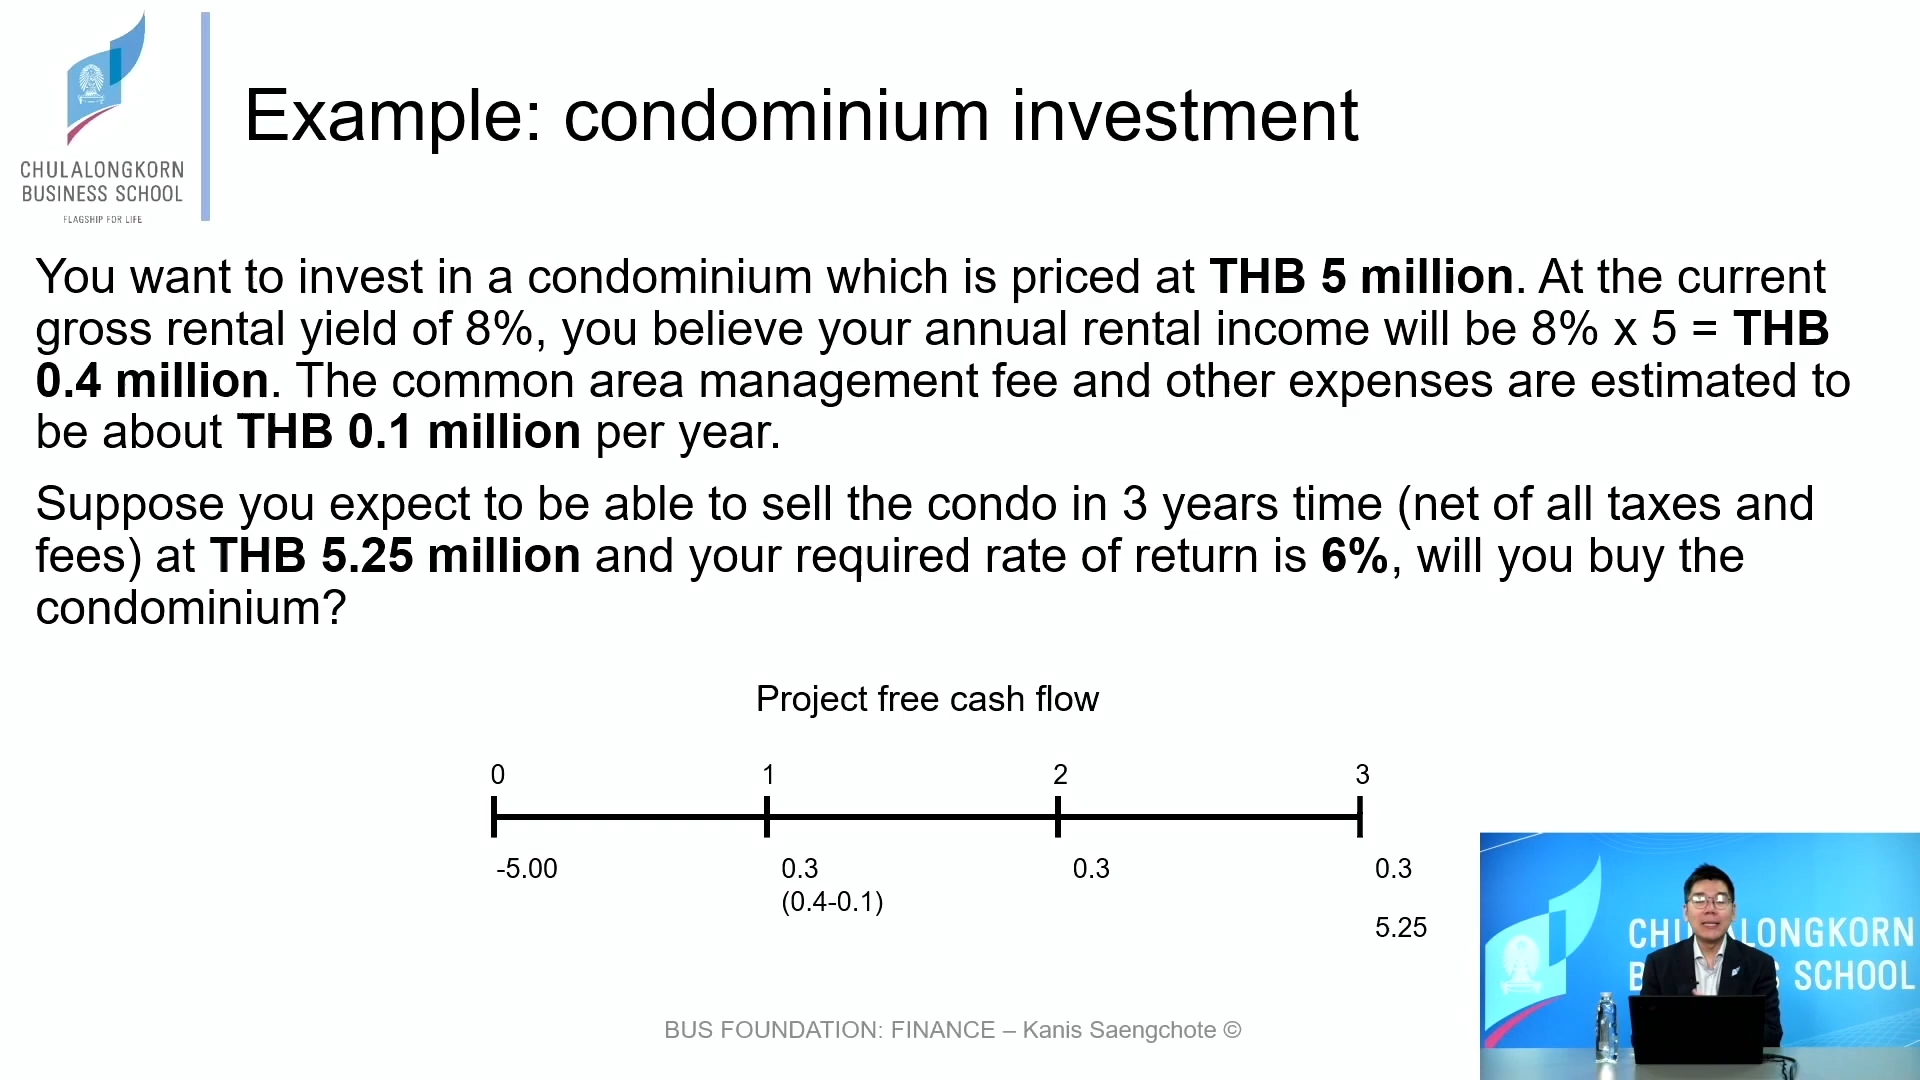 CHULALONGKORN
BUSINESS SCHOOL
FLAGSHIP FOR LIFE
Example: condominium investment
You want to invest in a condominium which is priced at THB 5 million. At the current
gross rental yield of 8%, you believe your annual rental income will be 8% x 5 = THB
0.4 million. The common area management fee and other expenses are estimated to
be about THB 0.1 million per year.
Suppose you expect to be able to sell the condo in 3 years time (net of all taxes and
fees) at THB 5.25 million and your required rate of return is 6%, will you buy the
condominium?
Project free cash flow
0 1 2 3
-5.00 0.3 0.3 0.3
(0.4-0.1)
5.25
BUS FOUNDATION: FINANCE – Kanis Saengchote ©
SCHOOL